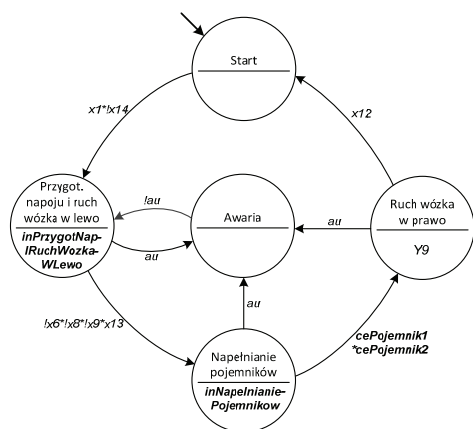 Start
x1*!x14
x12
Przygot.
napoju i ruch
wózka w lewo
inPrzygotNap-
IRuchWozka-
WLewo
!au
au
Awaria
au
Ruch wózka
w prawo
Y9
au
!x6*!x8*!x9*x13
cePojemnik1
*cePojemnik2
Napełnianie
pojemników
inNapelnianie-
Pojemnikow